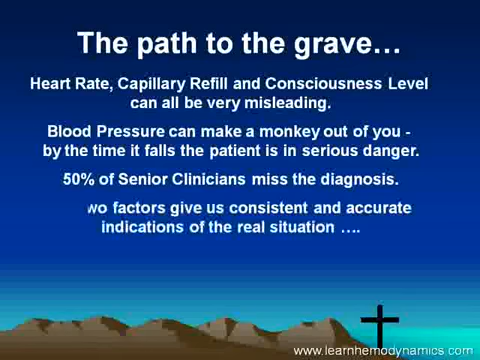 The path to the grave...
Heart Rate, Capillary Refill and Consciousness Level
can all be very misleading.
Blood Pressure can make a monkey out of you -
by the time it falls the patient is in serious danger.
50% of Senior Clinicians miss the diagnosis.
wo factors give us consistent and accurate
indications of the real situation ....
www.learnhemodynamics.com